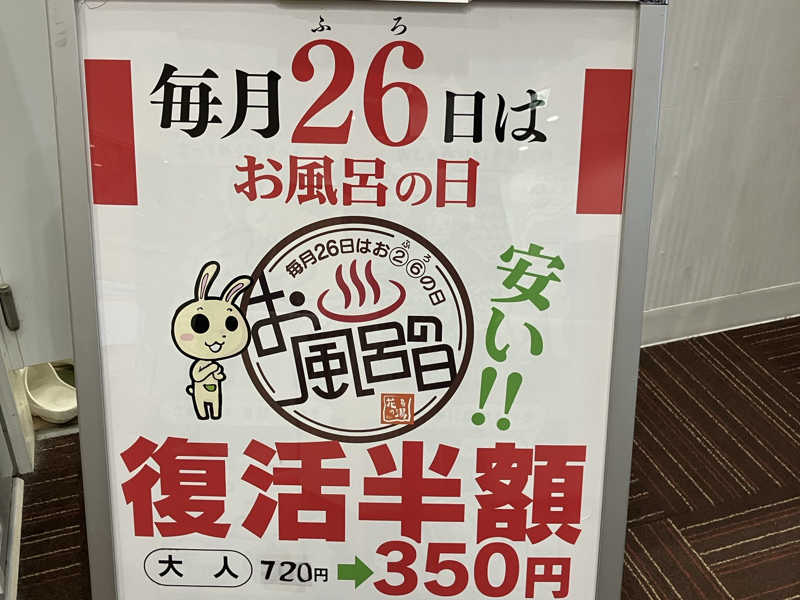 ふろ
毎月26日は
お風呂の日
毎月26日はお26の日
ふろ
お風呂の日
安い!!
復活半額
大人 720円 → 350円